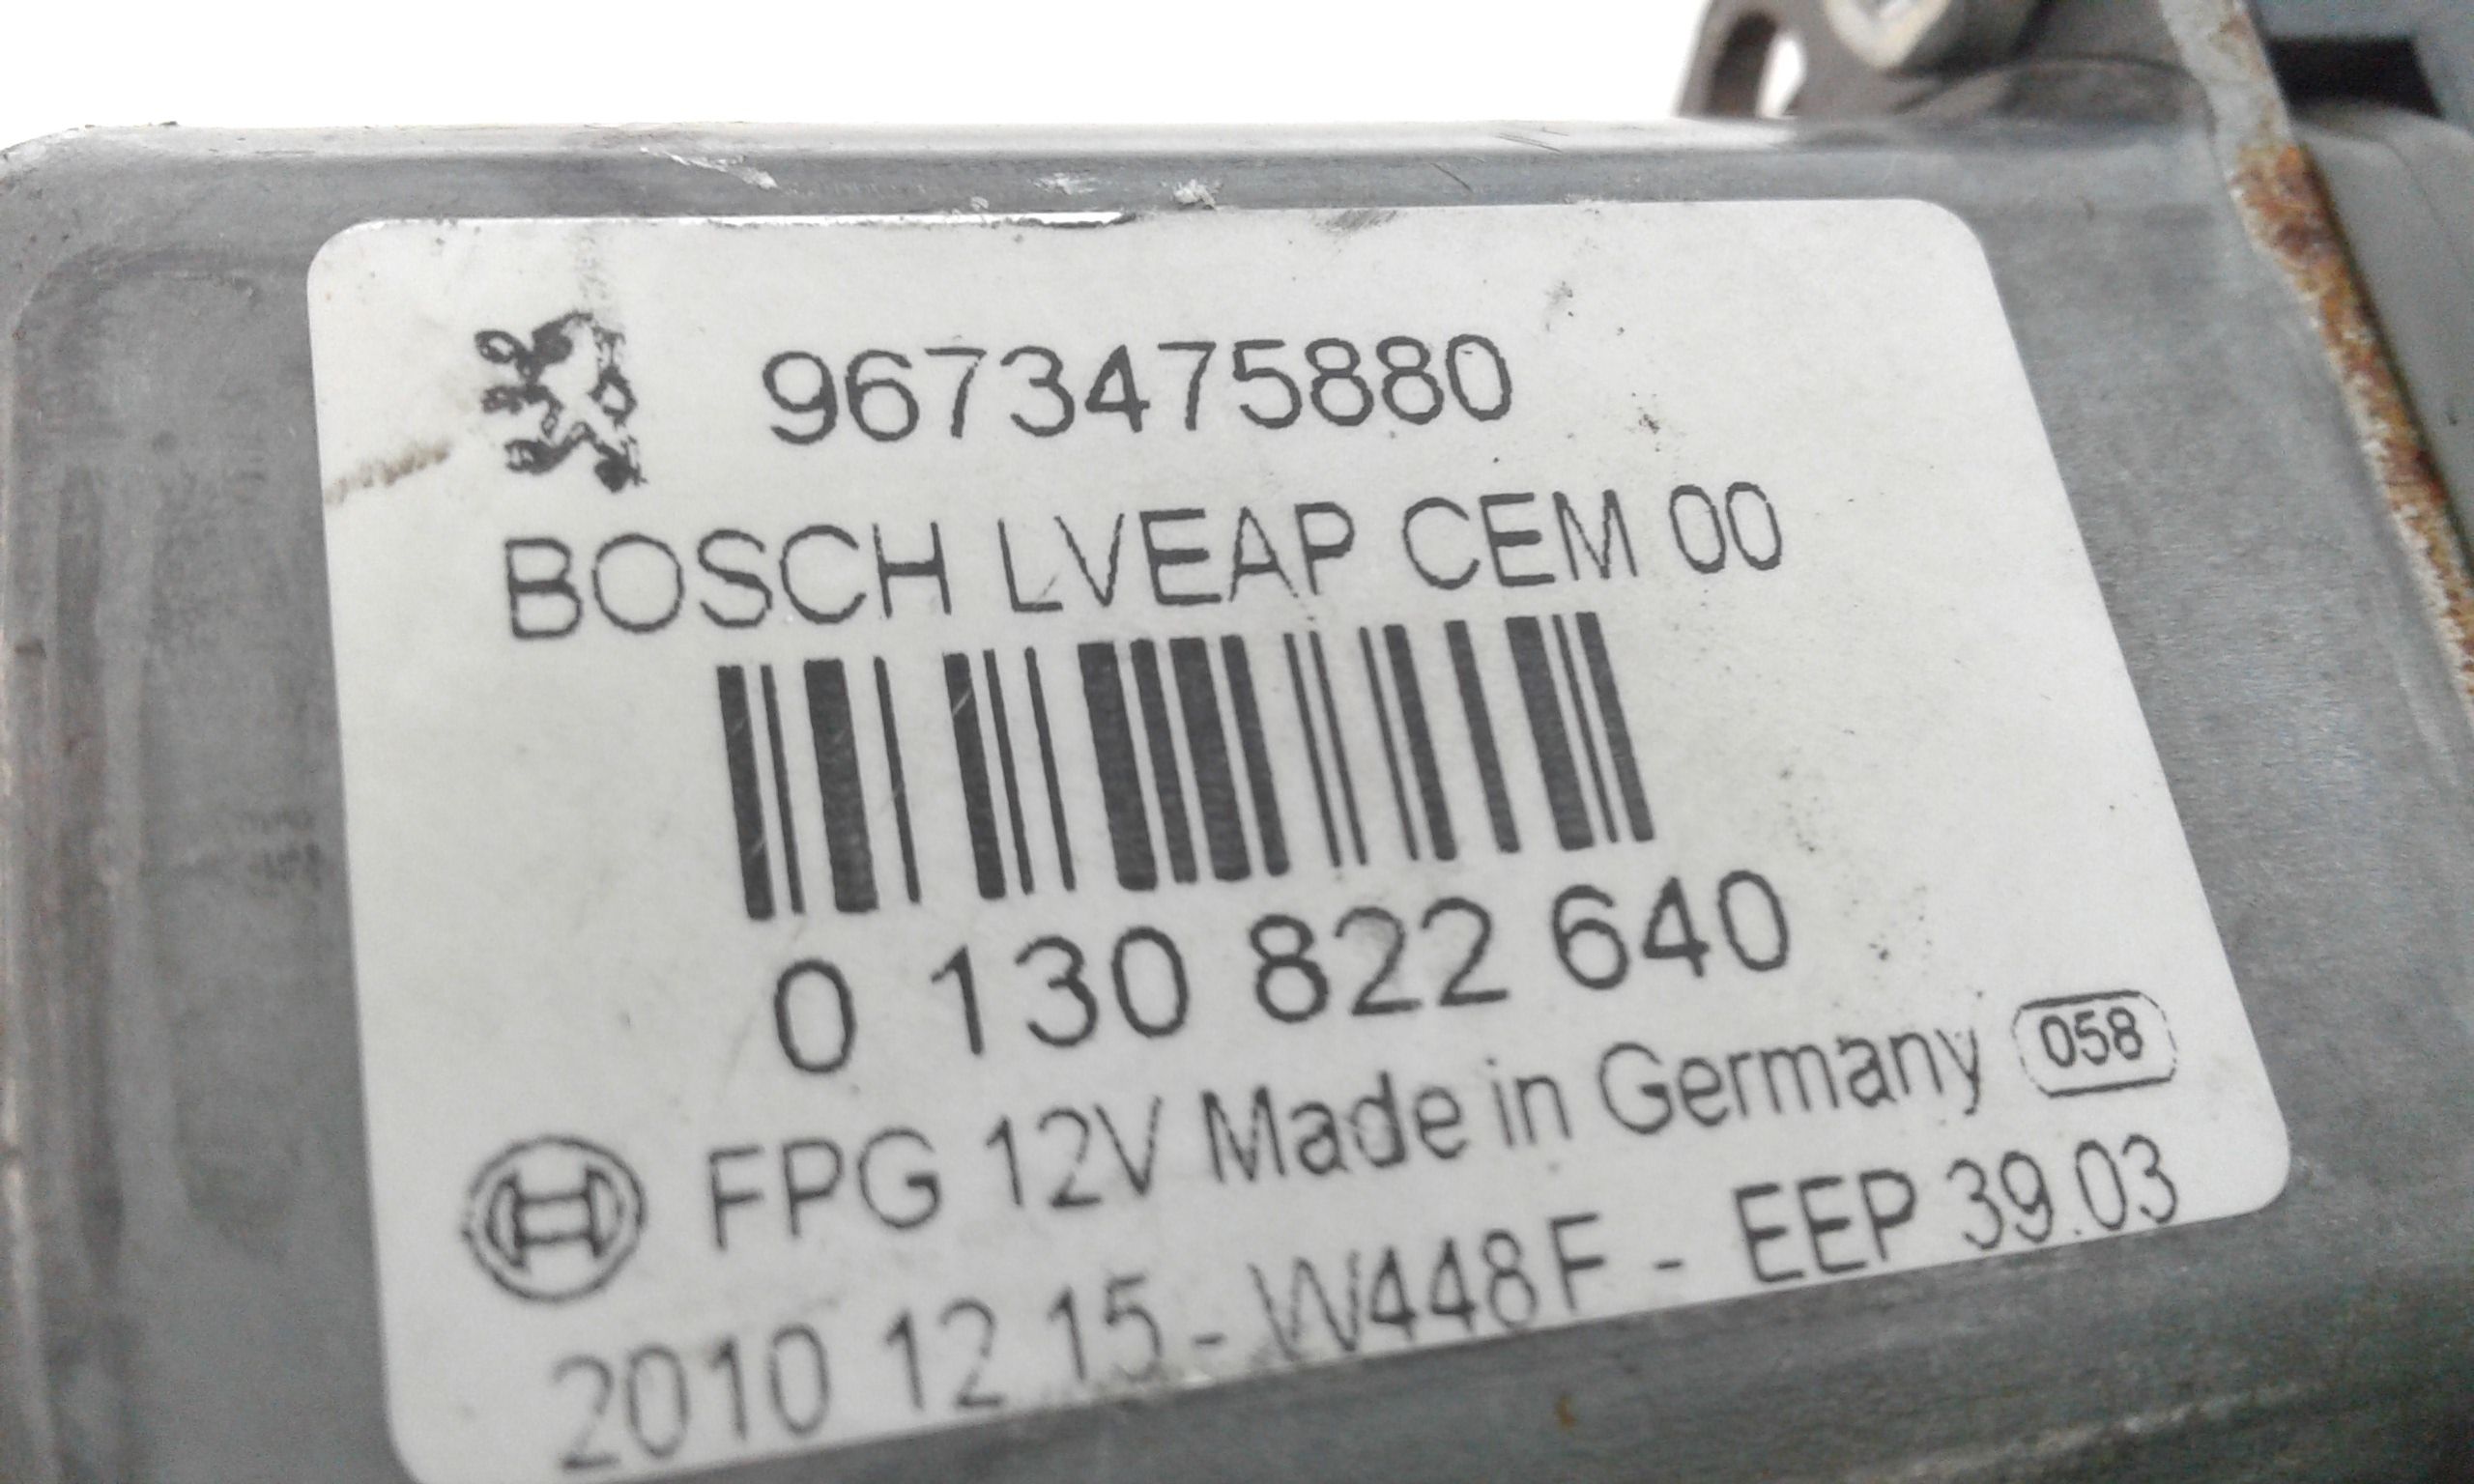 9673475880
BOSCH LVEAP CEM 00
0 130 822 640
FPG 12V Made in Germany 058
2010 12 15 - W448F - EEP 39.03